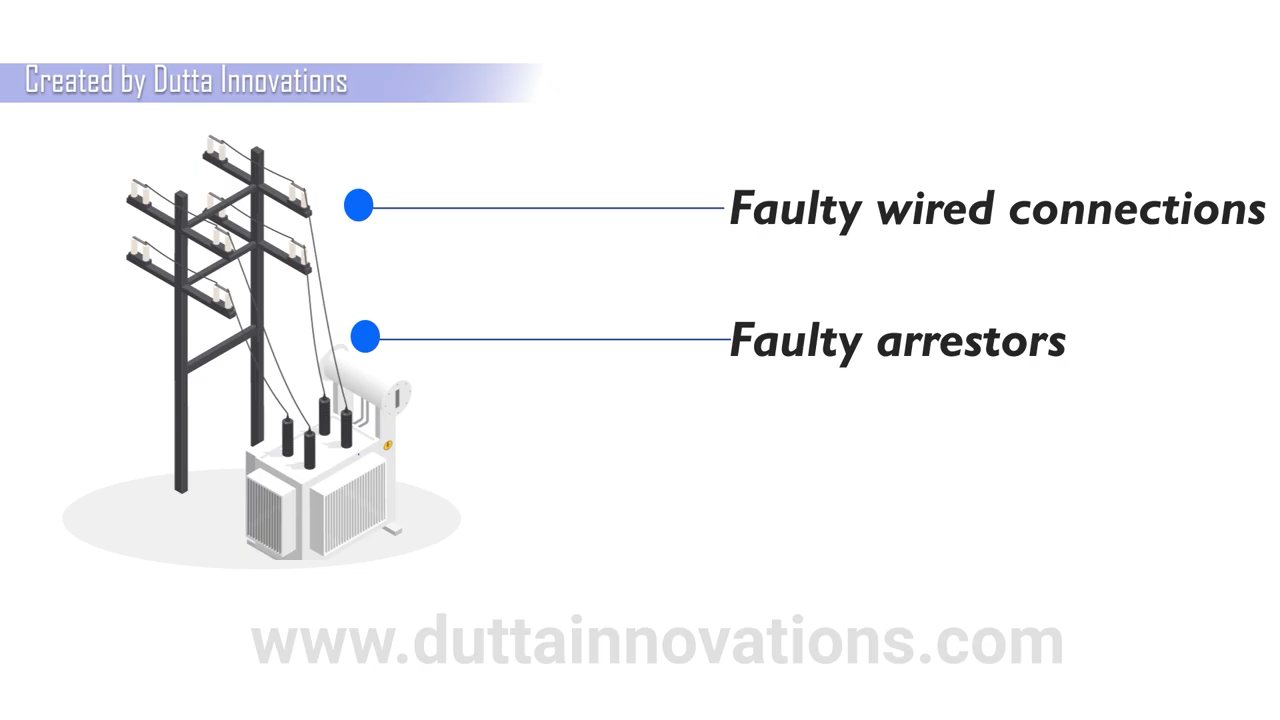 Created by Dutta Innovations
Faulty wired connections
Faulty arrestors
www.duttainnovations.com